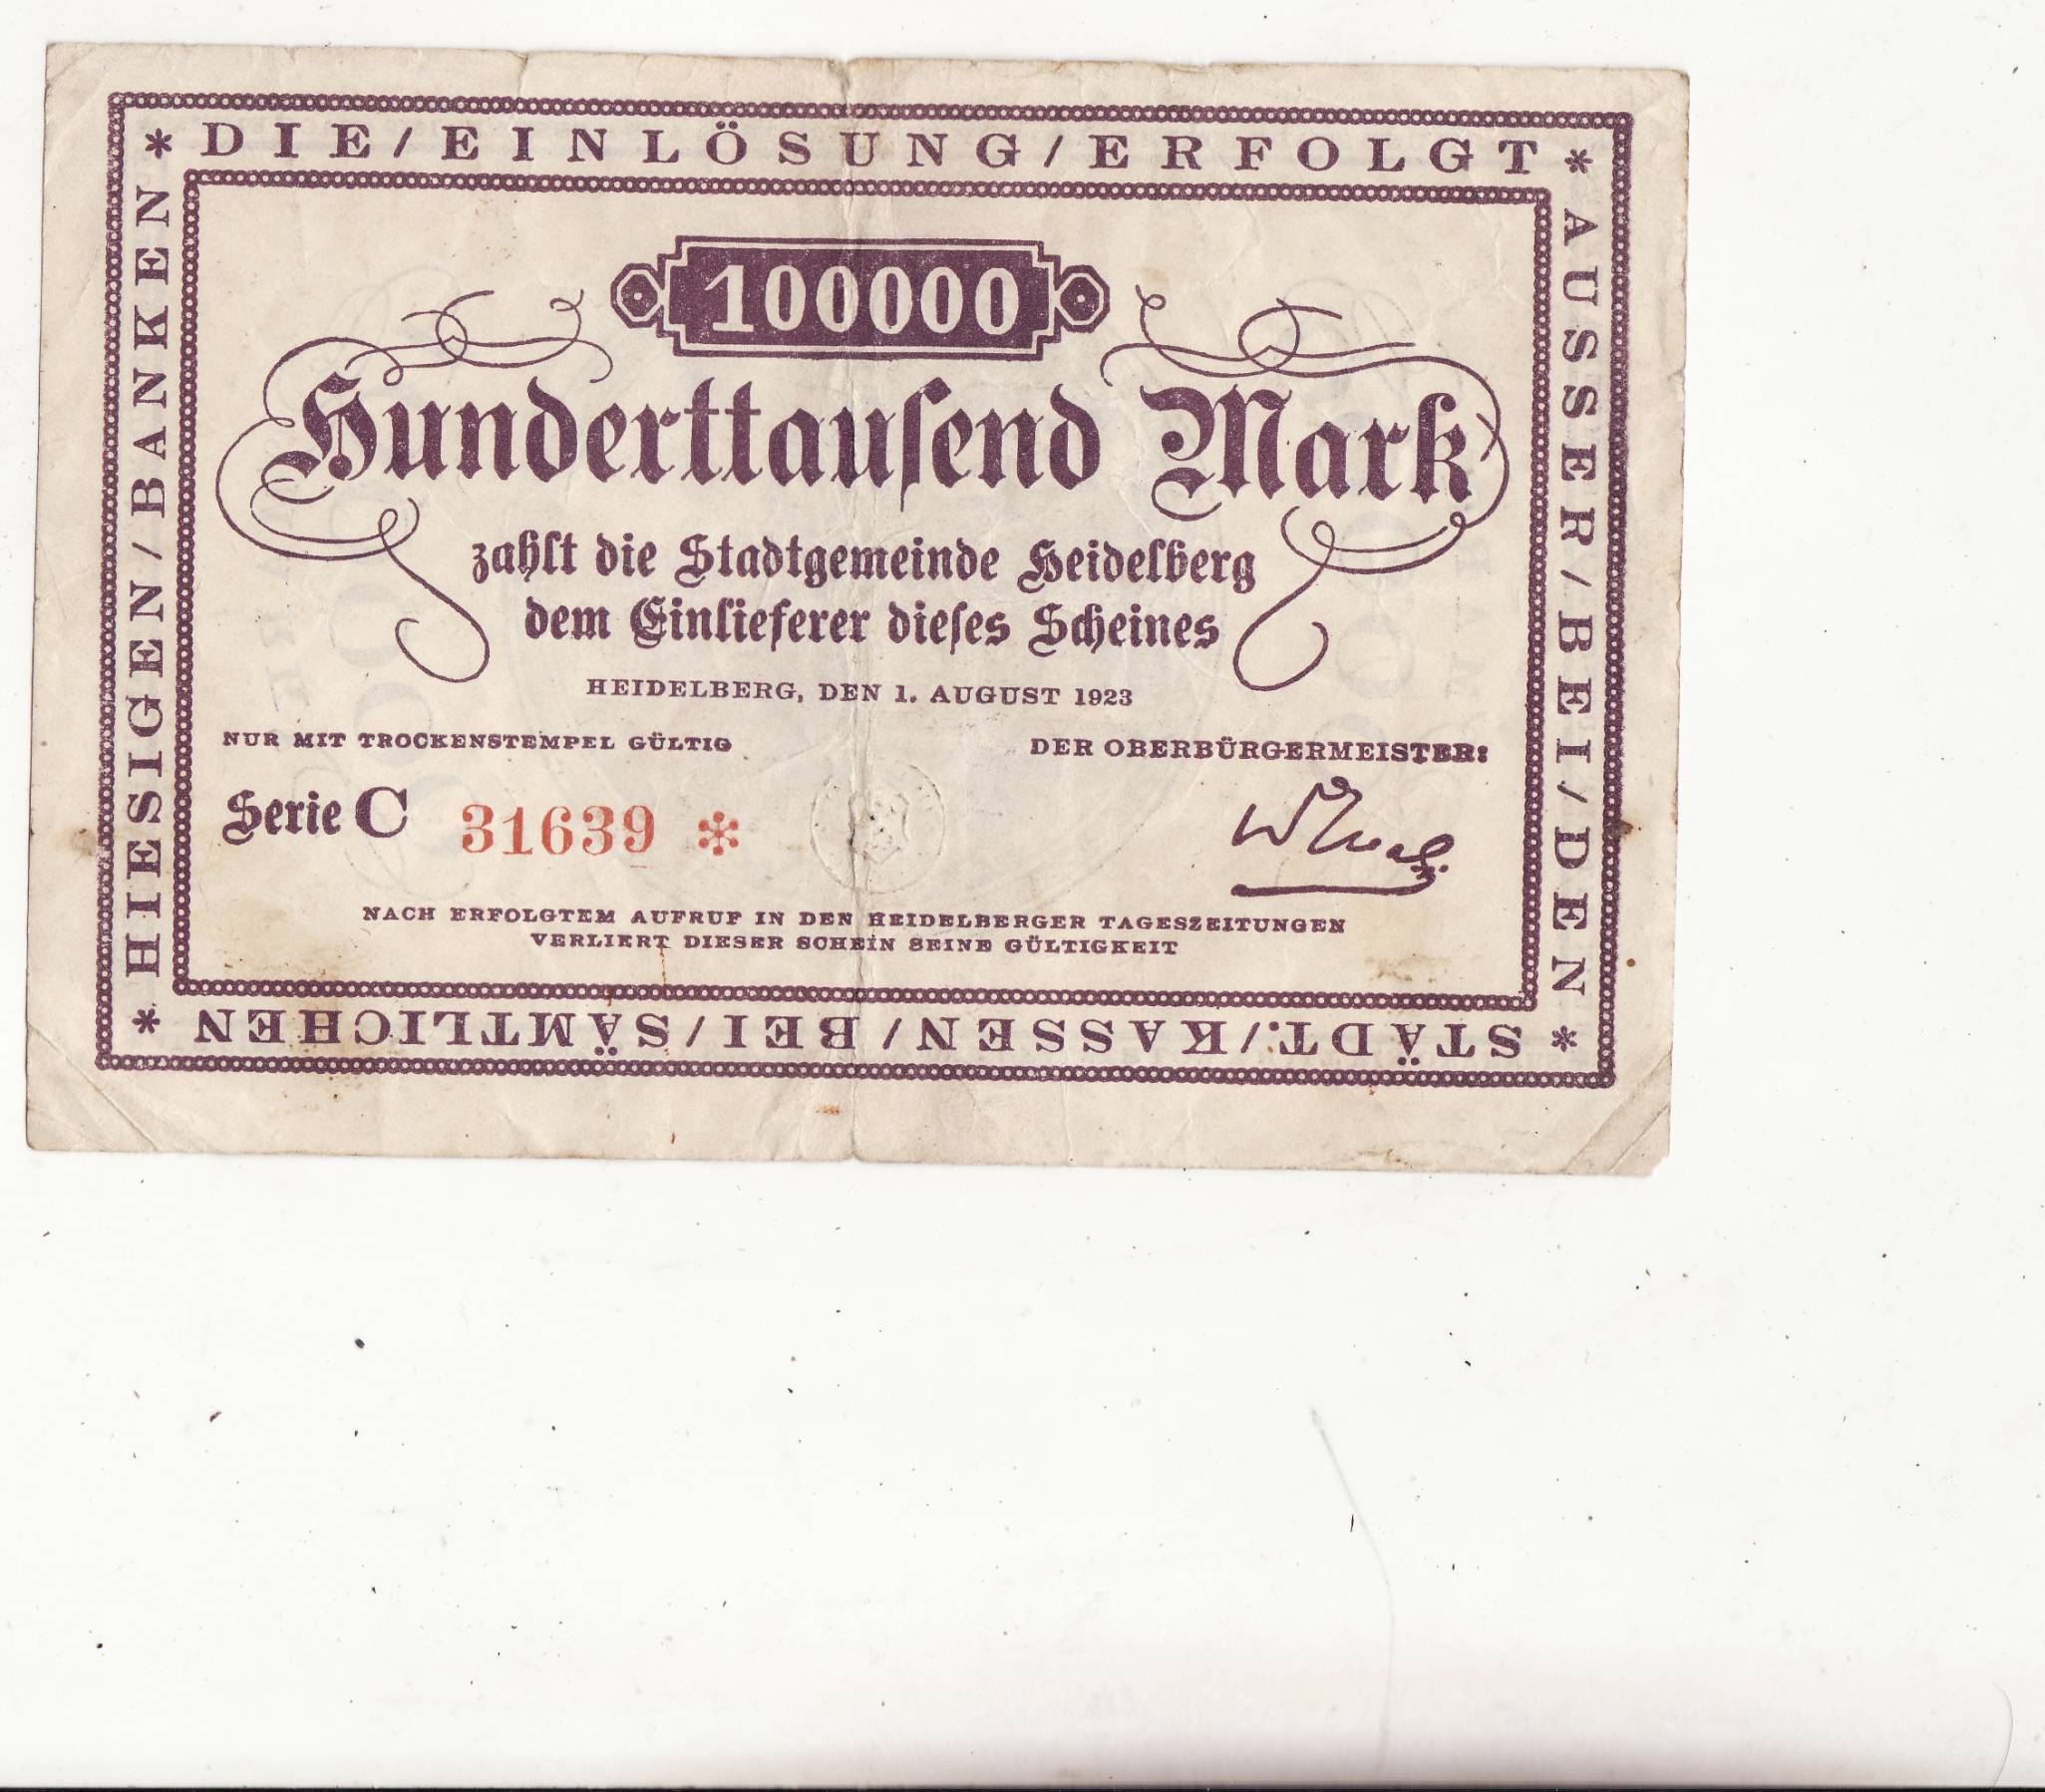 * DIE / EINLÖSUNG / ERFOLGT *
AUSSER / BEI / DEN
* STÄDT. / KASSEN / BEI / SÄMTLICHEN *
HIESIGEN / BANKEN
100000
Hunderttauſend Mark
zahlt die Stadtgemeinde Heidelberg
dem Einlieferer dieſes Scheines
HEIDELBERG, DEN 1. AUGUST 1923
NUR MIT TROCKENSTEMPEL GÜLTIG
DER OBERBÜRGERMEISTER:
Serie C 31639 *
NACH ERFOLGTEM AUFRUF IN DEN HEIDELBERGER TAGESZEITUNGEN
VERLIERT DIESER SCHEIN SEINE GÜLTIGKEIT